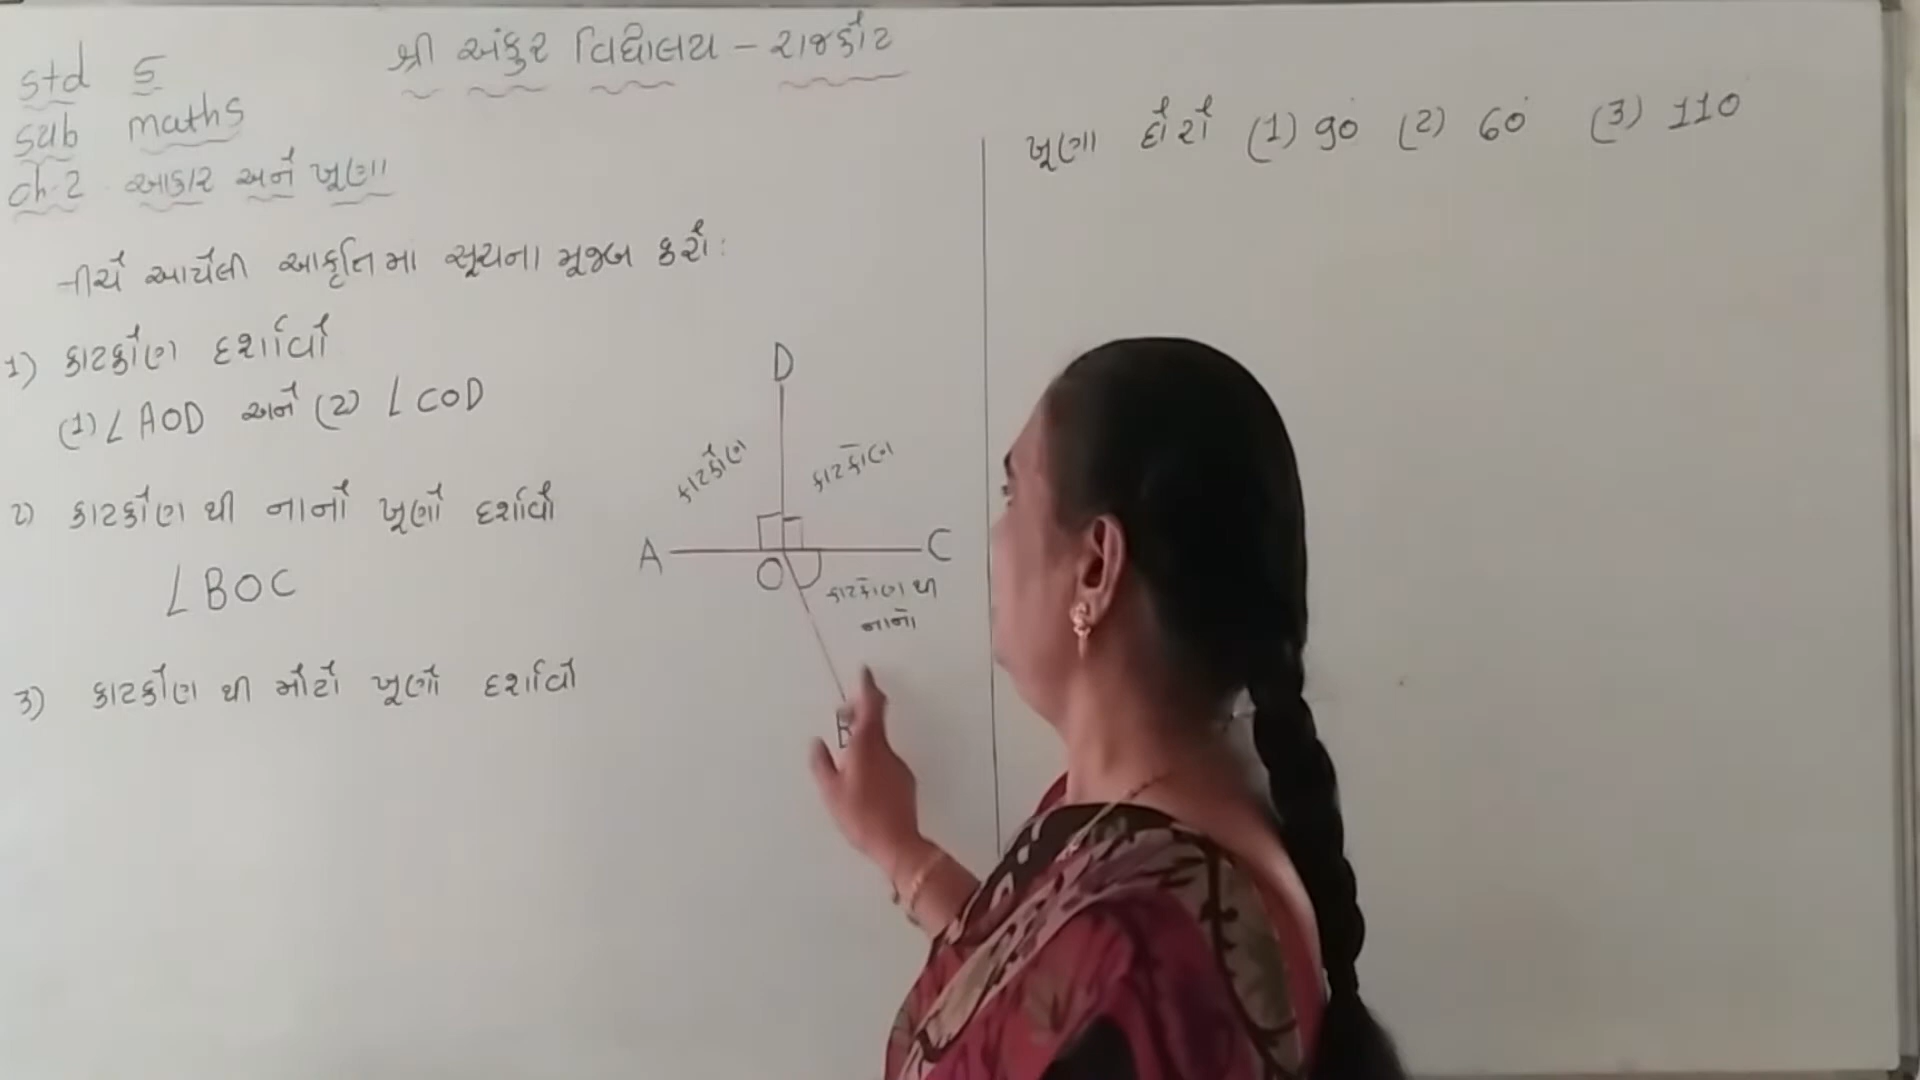 std 5
શ્રી અંકુર વિદ્યાલય - રાજકોટ
sub maths
ch-2 આકાર અને ખૂણા
નીચે આપેલી આકૃતિમાં સૂચના મૂજબ કરો:
1) કાટકોણ દર્શાવો
(1) ∠AOD અને (2) ∠COD
2) કાટકોણ થી નાનો ખૂણો દર્શાવો
∠BOC
3) કાટકોણ થી મોટો ખૂણો દર્શાવો
D
કાટકોણ
કાટકોણ
A
C
O
કાટકોણ થી
નાનો
B
ખૂણા દોરો (1) 90° (2) 60° (3) 110°